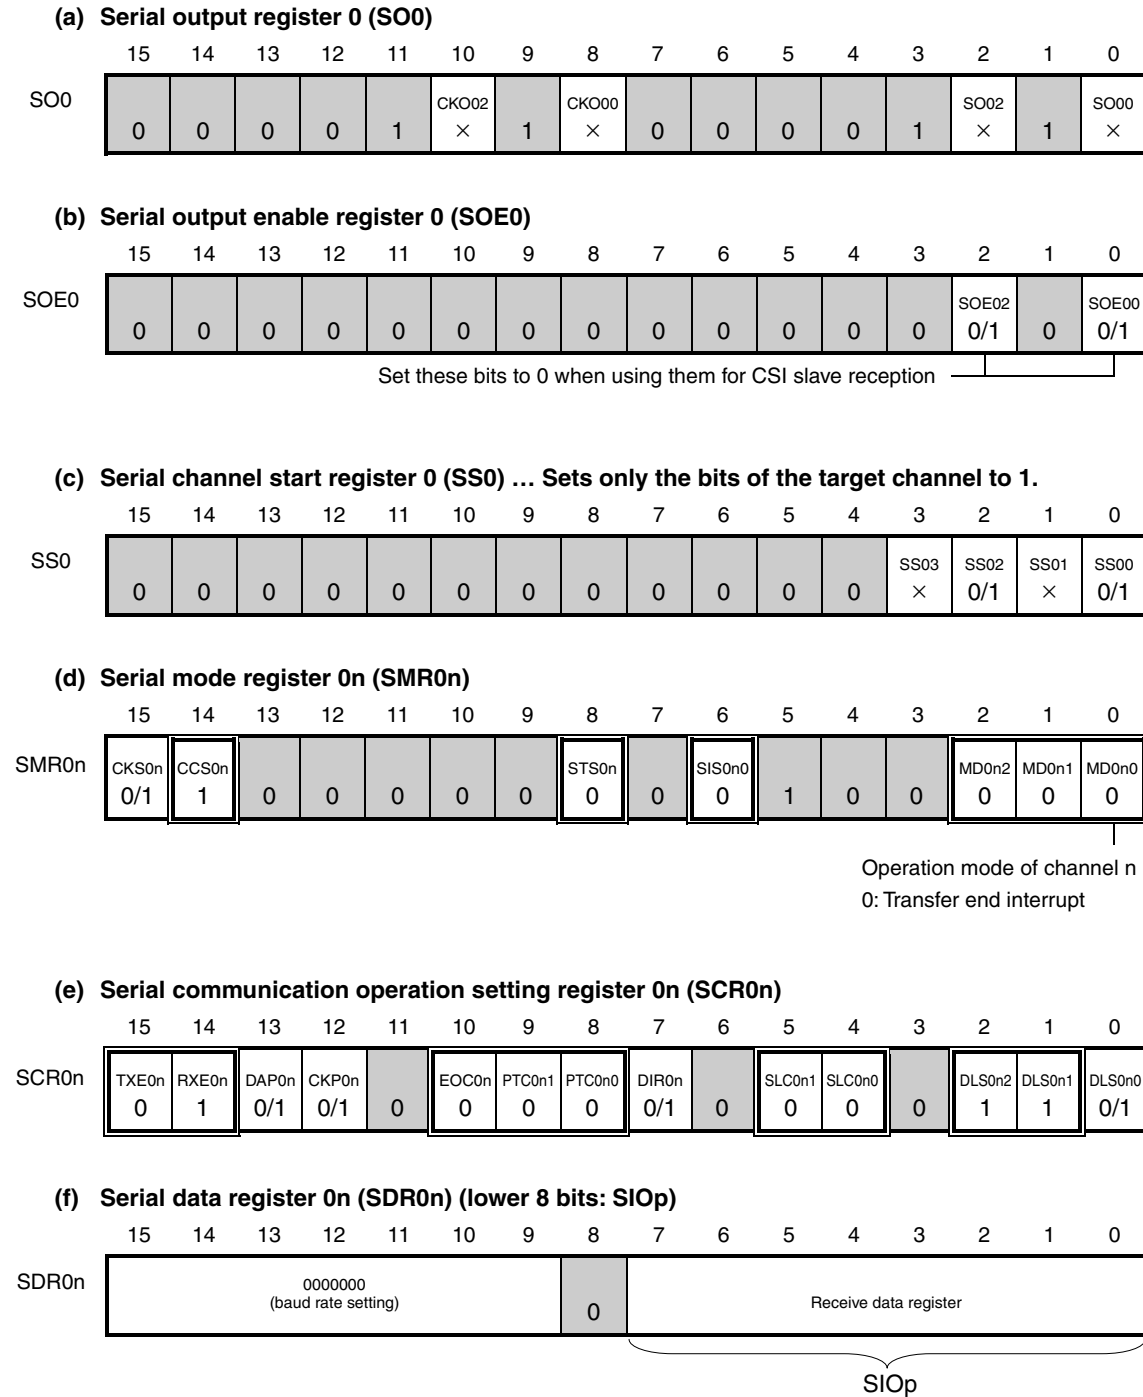 (a) Serial output register 0 (SO0)
15 14 13 12 11 10 9 8 7 6 5 4 3 2 1 0
SO0
CKO02 CKO00 SO02 SO00
0 0 0 0 1 × 1 × 0 0 0 0 1 × 1 ×
(b) Serial output enable register 0 (SOE0)
15 14 13 12 11 10 9 8 7 6 5 4 3 2 1 0
SOE0
SOE02 SOE00
0 0 0 0 0 0 0 0 0 0 0 0 0 0/1 0 0/1
Set these bits to 0 when using them for CSI slave reception
(c) Serial channel start register 0 (SS0) … Sets only the bits of the target channel to 1.
15 14 13 12 11 10 9 8 7 6 5 4 3 2 1 0
SS0
SS03 SS02 SS01 SS00
0 0 0 0 0 0 0 0 0 0 0 0 × 0/1 × 0/1
(d) Serial mode register 0n (SMR0n)
15 14 13 12 11 10 9 8 7 6 5 4 3 2 1 0
SMR0n
CKS0n CCS0n STS0n SIS0n0 MD0n2 MD0n1 MD0n0
0/1 1 0 0 0 0 0 0 0 0 1 0 0 0 0 0
Operation mode of channel n
0: Transfer end interrupt
(e) Serial communication operation setting register 0n (SCR0n)
15 14 13 12 11 10 9 8 7 6 5 4 3 2 1 0
SCR0n
TXE0n RXE0n DAP0n CKP0n EOC0n PTC0n1 PTC0n0 DIR0n SLC0n1 SLC0n0 DLS0n2 DLS0n1 DLS0n0
0 1 0/1 0/1 0 0 0 0 0/1 0 0 0 0 1 1 0/1
(f) Serial data register 0n (SDR0n) (lower 8 bits: SIOp)
15 14 13 12 11 10 9 8 7 6 5 4 3 2 1 0
SDR0n
0000000
(baud rate setting)
0
Receive data register
SIOp